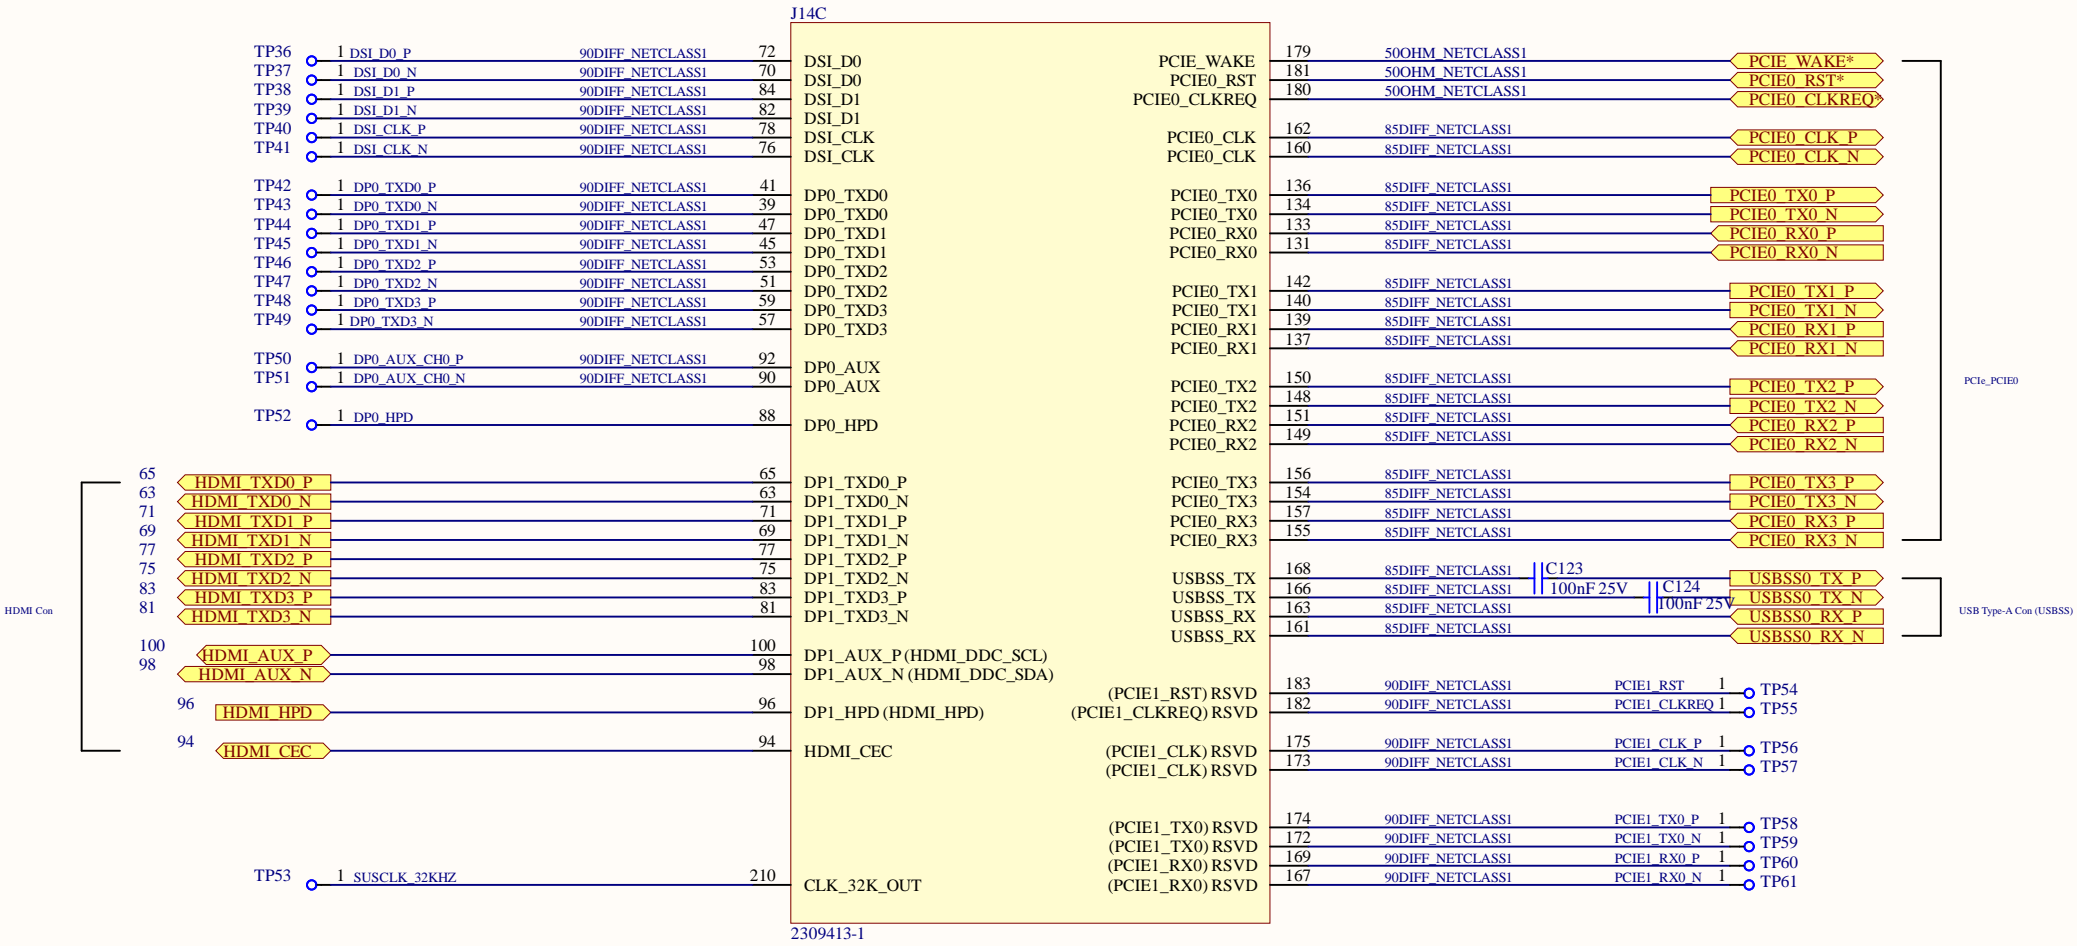 J14C
TP36 1 DSI_D0_P 90DIFF_NETCLASS1 72 DSI_D0 PCIE_WAKE 179 50OHM_NETCLASS1 PCIE_WAKE*
TP37 1 DSI_D0_N 90DIFF_NETCLASS1 70 DSI_D0 PCIE0_RST 181 50OHM_NETCLASS1 PCIE0_RST*
TP38 1 DSI_D1_P 90DIFF_NETCLASS1 84 DSI_D1 PCIE0_CLKREQ 180 50OHM_NETCLASS1 PCIE0_CLKREQ*
TP39 1 DSI_D1_N 90DIFF_NETCLASS1 82 DSI_D1
TP40 1 DSI_CLK_P 90DIFF_NETCLASS1 78 DSI_CLK PCIE0_CLK 162 85DIFF_NETCLASS1 PCIE0_CLK_P
TP41 1 DSI_CLK_N 90DIFF_NETCLASS1 76 DSI_CLK PCIE0_CLK 160 85DIFF_NETCLASS1 PCIE0_CLK_N
TP42 1 DP0_TXD0_P 90DIFF_NETCLASS1 41 DP0_TXD0 PCIE0_TX0 136 85DIFF_NETCLASS1 PCIE0_TX0_P
TP43 1 DP0_TXD0_N 90DIFF_NETCLASS1 39 DP0_TXD0 PCIE0_TX0 134 85DIFF_NETCLASS1 PCIE0_TX0_N
TP44 1 DP0_TXD1_P 90DIFF_NETCLASS1 47 DP0_TXD1 PCIE0_RX0 133 85DIFF_NETCLASS1 PCIE0_RX0_P
TP45 1 DP0_TXD1_N 90DIFF_NETCLASS1 45 DP0_TXD1 PCIE0_RX0 131 85DIFF_NETCLASS1 PCIE0_RX0_N
TP46 1 DP0_TXD2_P 90DIFF_NETCLASS1 53 DP0_TXD2
TP47 1 DP0_TXD2_N 90DIFF_NETCLASS1 51 DP0_TXD2 PCIE0_TX1 142 85DIFF_NETCLASS1 PCIE0_TX1_P
TP48 1 DP0_TXD3_P 90DIFF_NETCLASS1 59 DP0_TXD3 PCIE0_TX1 140 85DIFF_NETCLASS1 PCIE0_TX1_N
TP49 1 DP0_TXD3_N 90DIFF_NETCLASS1 57 DP0_TXD3 PCIE0_RX1 139 85DIFF_NETCLASS1 PCIE0_RX1_P
PCIE0_RX1 137 85DIFF_NETCLASS1 PCIE0_RX1_N
TP50 1 DP0_AUX_CH0_P 90DIFF_NETCLASS1 92 DP0_AUX
TP51 1 DP0_AUX_CH0_N 90DIFF_NETCLASS1 90 DP0_AUX PCIE0_TX2 150 85DIFF_NETCLASS1 PCIE0_TX2_P PCIe_PCIE0
PCIE0_TX2 148 85DIFF_NETCLASS1 PCIE0_TX2_N
TP52 1 DP0_HPD 88 DP0_HPD PCIE0_RX2 151 85DIFF_NETCLASS1 PCIE0_RX2_P
PCIE0_RX2 149 85DIFF_NETCLASS1 PCIE0_RX2_N
65 HDMI_TXD0_P 65 DP1_TXD0_P PCIE0_TX3 156 85DIFF_NETCLASS1 PCIE0_TX3_P
63 HDMI_TXD0_N 63 DP1_TXD0_N PCIE0_TX3 154 85DIFF_NETCLASS1 PCIE0_TX3_N
71 HDMI_TXD1_P 71 DP1_TXD1_P PCIE0_RX3 157 85DIFF_NETCLASS1 PCIE0_RX3_P
69 HDMI_TXD1_N 69 DP1_TXD1_N PCIE0_RX3 155 85DIFF_NETCLASS1 PCIE0_RX3_N
77 HDMI_TXD2_P 77 DP1_TXD2_P
75 HDMI_TXD2_N 75 DP1_TXD2_N USBSS_TX 168 85DIFF_NETCLASS1 C123 100nF 25V USBSS0_TX_P
83 HDMI_TXD3_P 83 DP1_TXD3_P USBSS_TX 166 85DIFF_NETCLASS1 C124 100nF 25V USBSS0_TX_N
HDMI Con 81 HDMI_TXD3_N 81 DP1_TXD3_N USBSS_RX 163 85DIFF_NETCLASS1 USBSS0_RX_P USB Type-A Con (USBSS)
USBSS_RX 161 85DIFF_NETCLASS1 USBSS0_RX_N
100 HDMI_AUX_P 100 DP1_AUX_P (HDMI_DDC_SCL)
98 HDMI_AUX_N 98 DP1_AUX_N (HDMI_DDC_SDA)
(PCIE1_RST) RSVD 183 90DIFF_NETCLASS1 PCIE1_RST 1 TP54
96 HDMI_HPD 96 DP1_HPD (HDMI_HPD) (PCIE1_CLKREQ) RSVD 182 90DIFF_NETCLASS1 PCIE1_CLKREQ 1 TP55
94 HDMI_CEC 94 HDMI_CEC (PCIE1_CLK) RSVD 175 90DIFF_NETCLASS1 PCIE1_CLK_P 1 TP56
(PCIE1_CLK) RSVD 173 90DIFF_NETCLASS1 PCIE1_CLK_N 1 TP57
(PCIE1_TX0) RSVD 174 90DIFF_NETCLASS1 PCIE1_TX0_P 1 TP58
(PCIE1_TX0) RSVD 172 90DIFF_NETCLASS1 PCIE1_TX0_N 1 TP59
(PCIE1_RX0) RSVD 169 90DIFF_NETCLASS1 PCIE1_RX0_P 1 TP60
TP53 1 SUSCLK_32KHZ 210 CLK_32K_OUT (PCIE1_RX0) RSVD 167 90DIFF_NETCLASS1 PCIE1_RX0_N 1 TP61
2309413-1